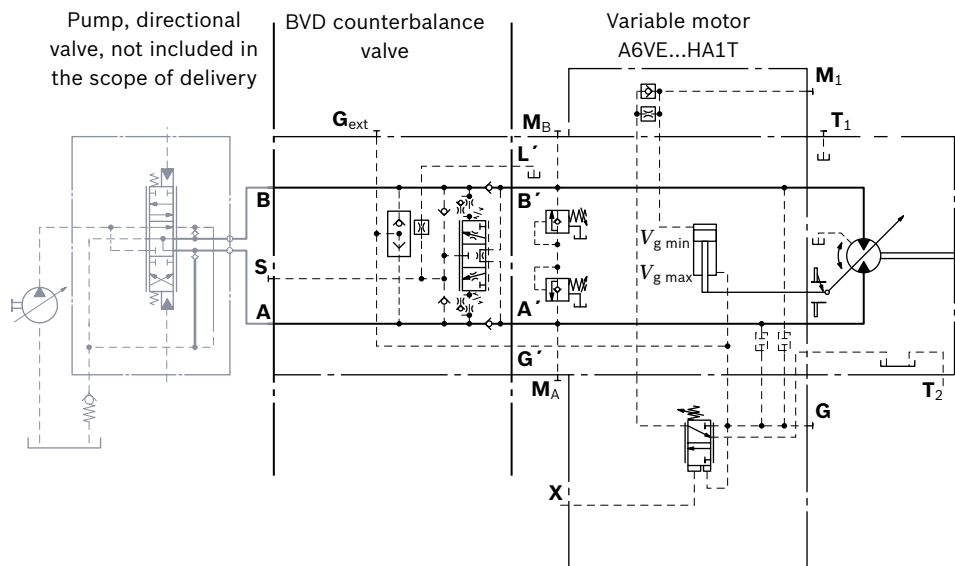 Pump, directional
valve, not included in
the scope of delivery
BVD counterbalance
valve
Variable motor
A6VE...HA1T
M1
Gext
MB
T1
L´
B
B´
Vg min
S
Vg max
A
A´
G´
MA
T2
G
X